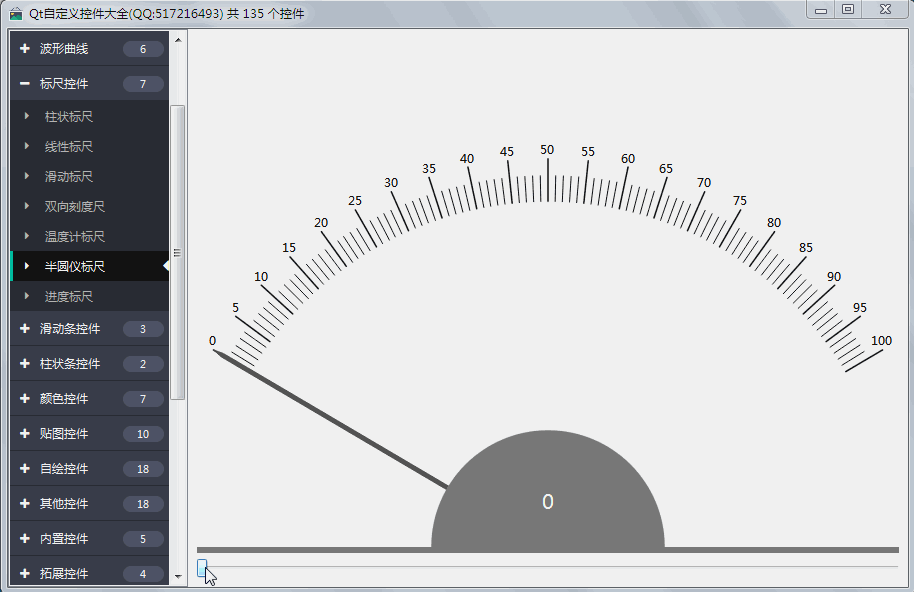 Qt自定义控件大全(QQ:517216493) 共 135 个控件
波形曲线 6
标尺控件 7
柱状标尺
线性标尺
滑动标尺
双向刻度尺
温度计标尺
半圆仪标尺
进度标尺
滑动条控件 3
柱状条控件 2
颜色控件 7
贴图控件 10
自绘控件 18
其他控件 18
内置控件 5
拓展控件 4
0
5
10
15
20
25
30
35
40
45
50
55
60
65
70
75
80
85
90
95
100
0